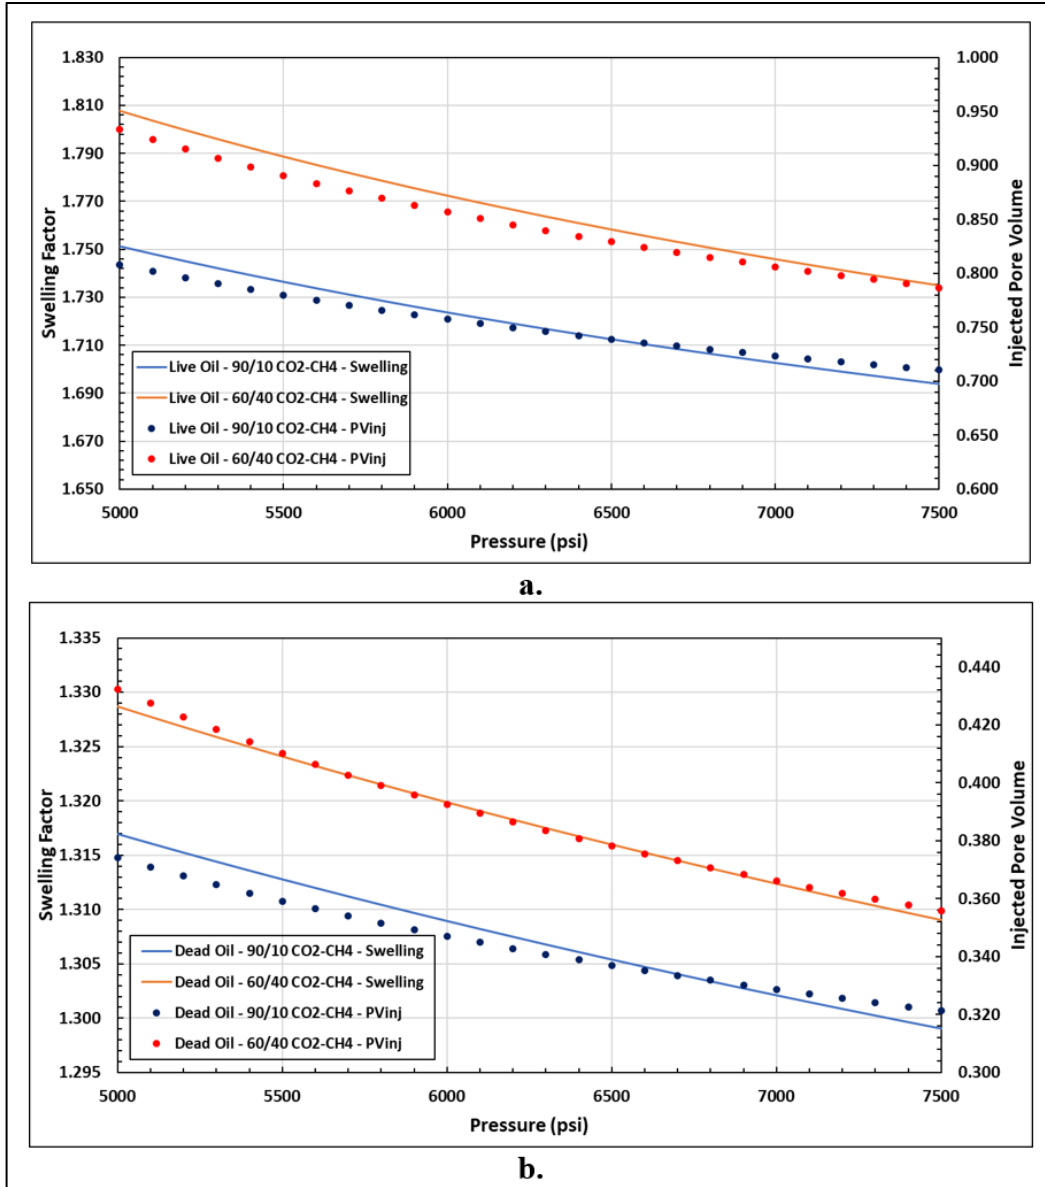 1.830
1.810
1.790
1.770
1.750
1.730
1.710
1.690
1.670
1.650
Swelling Factor
1.000
0.950
0.900
0.850
0.800
0.750
0.700
0.650
0.600
Injected Pore Volume
Live Oil - 90/10 CO2-CH4 - Swelling
Live Oil - 60/40 CO2-CH4 - Swelling
Live Oil - 90/10 CO2-CH4 - PVinj
Live Oil - 60/40 CO2-CH4 - PVinj
5000 5500 6000 6500 7000 7500
Pressure (psi)
a.
1.335
1.330
1.325
1.320
1.315
1.310
1.305
1.300
1.295
Swelling Factor
0.440
0.420
0.400
0.380
0.360
0.340
0.320
0.300
Injected Pore Volume
Dead Oil - 90/10 CO2-CH4 - Swelling
Dead Oil - 60/40 CO2-CH4 - Swelling
Dead Oil - 90/10 CO2-CH4 - PVinj
Dead Oil - 60/40 CO2-CH4 - PVinj
5000 5500 6000 6500 7000 7500
Pressure (psi)
b.